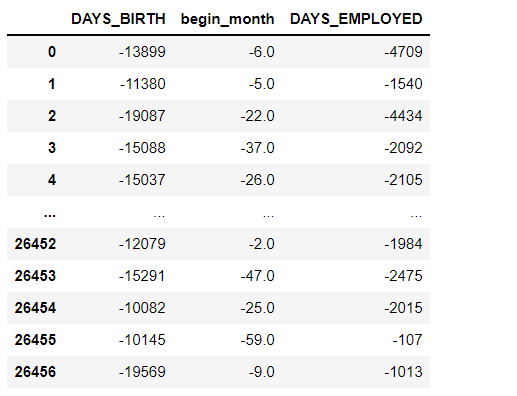 DAYS_BIRTH begin_month DAYS_EMPLOYED
0 -13899 -6.0 -4709
1 -11380 -5.0 -1540
2 -19087 -22.0 -4434
3 -15088 -37.0 -2092
4 -15037 -26.0 -2105
... ... ... ...
26452 -12079 -2.0 -1984
26453 -15291 -47.0 -2475
26454 -10082 -25.0 -2015
26455 -10145 -59.0 -107
26456 -19569 -9.0 -1013